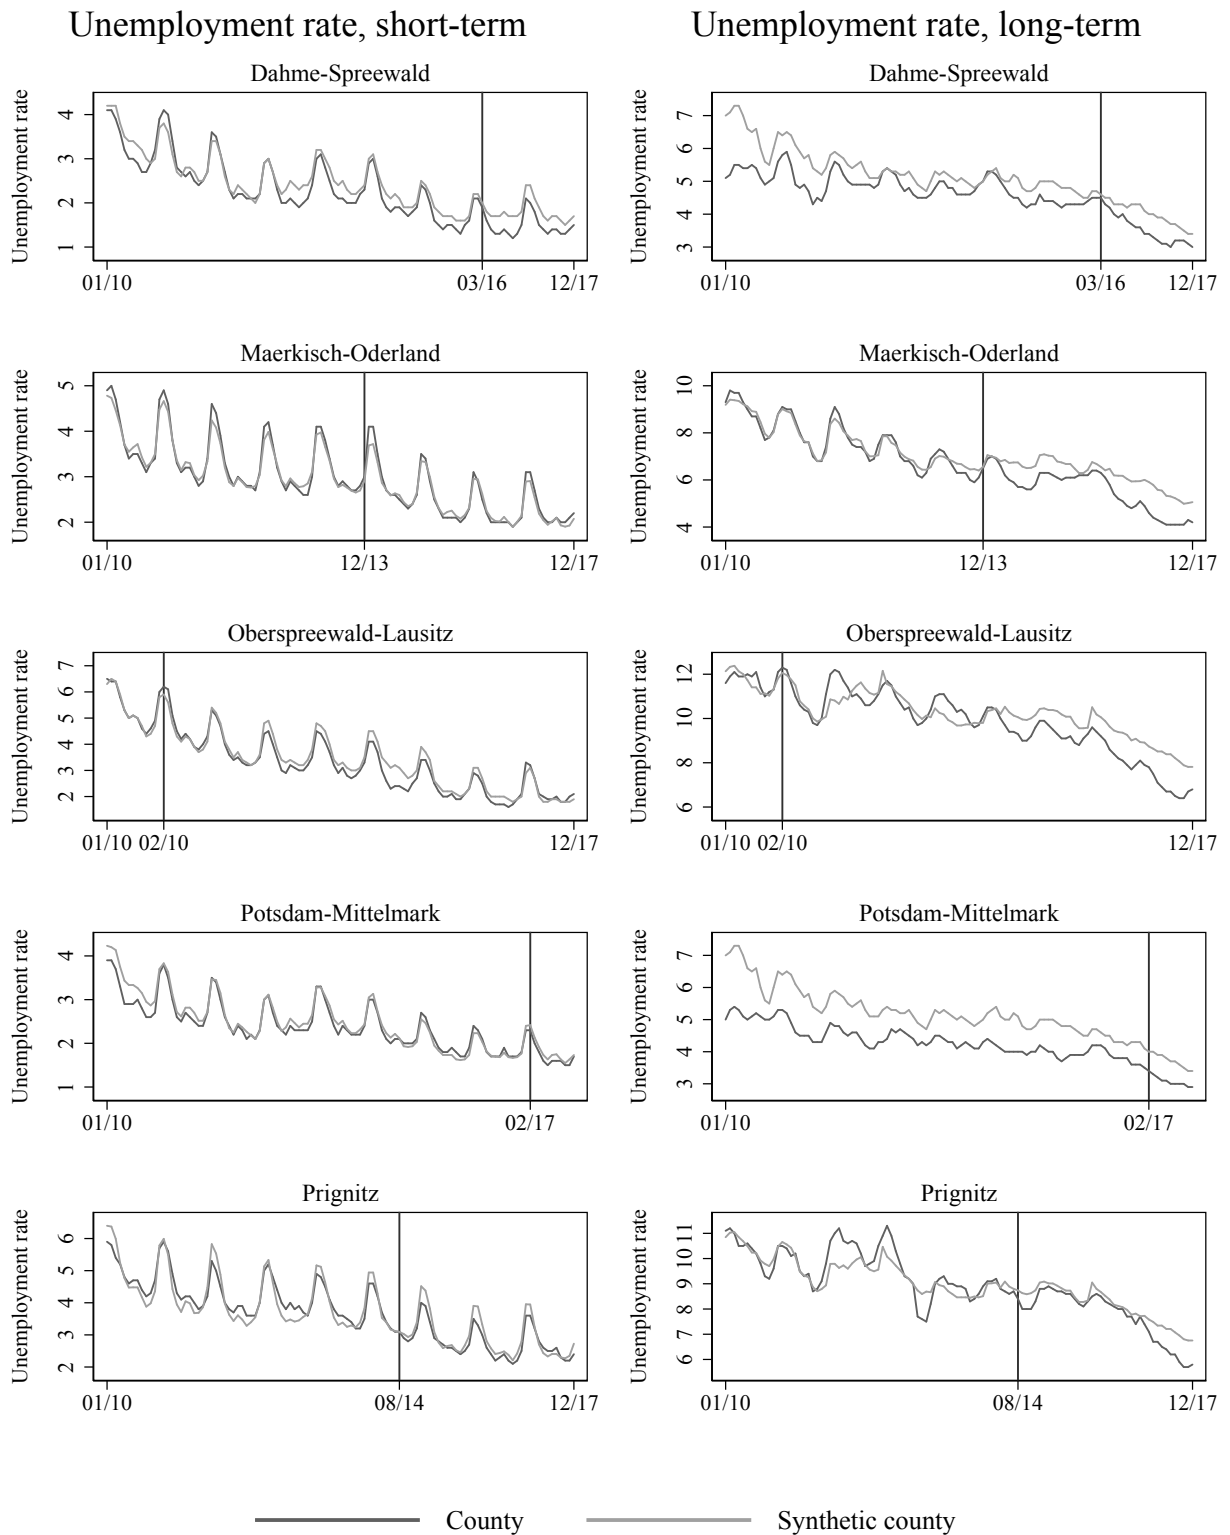 Unemployment rate, short-term
Unemployment rate, long-term
Dahme-Spreewald
Unemployment rate
4
3
2
1
01/10 03/16 12/17
Dahme-Spreewald
Unemployment rate
7
6
5
4
3
01/10 03/16 12/17
Maerkisch-Oderland
Unemployment rate
5
4
3
2
01/10 12/13 12/17
Maerkisch-Oderland
Unemployment rate
10
8
6
4
01/10 12/13 12/17
Oberspreewald-Lausitz
Unemployment rate
7
6
5
4
3
2
01/10 02/10 12/17
Oberspreewald-Lausitz
Unemployment rate
12
10
8
6
01/10 02/10 12/17
Potsdam-Mittelmark
Unemployment rate
4
3
2
1
01/10 02/17
Potsdam-Mittelmark
Unemployment rate
7
6
5
4
3
01/10 02/17
Prignitz
Unemployment rate
6
5
4
3
2
01/10 08/14 12/17
Prignitz
Unemployment rate
11
10
9
8
7
6
01/10 08/14 12/17
County Synthetic county